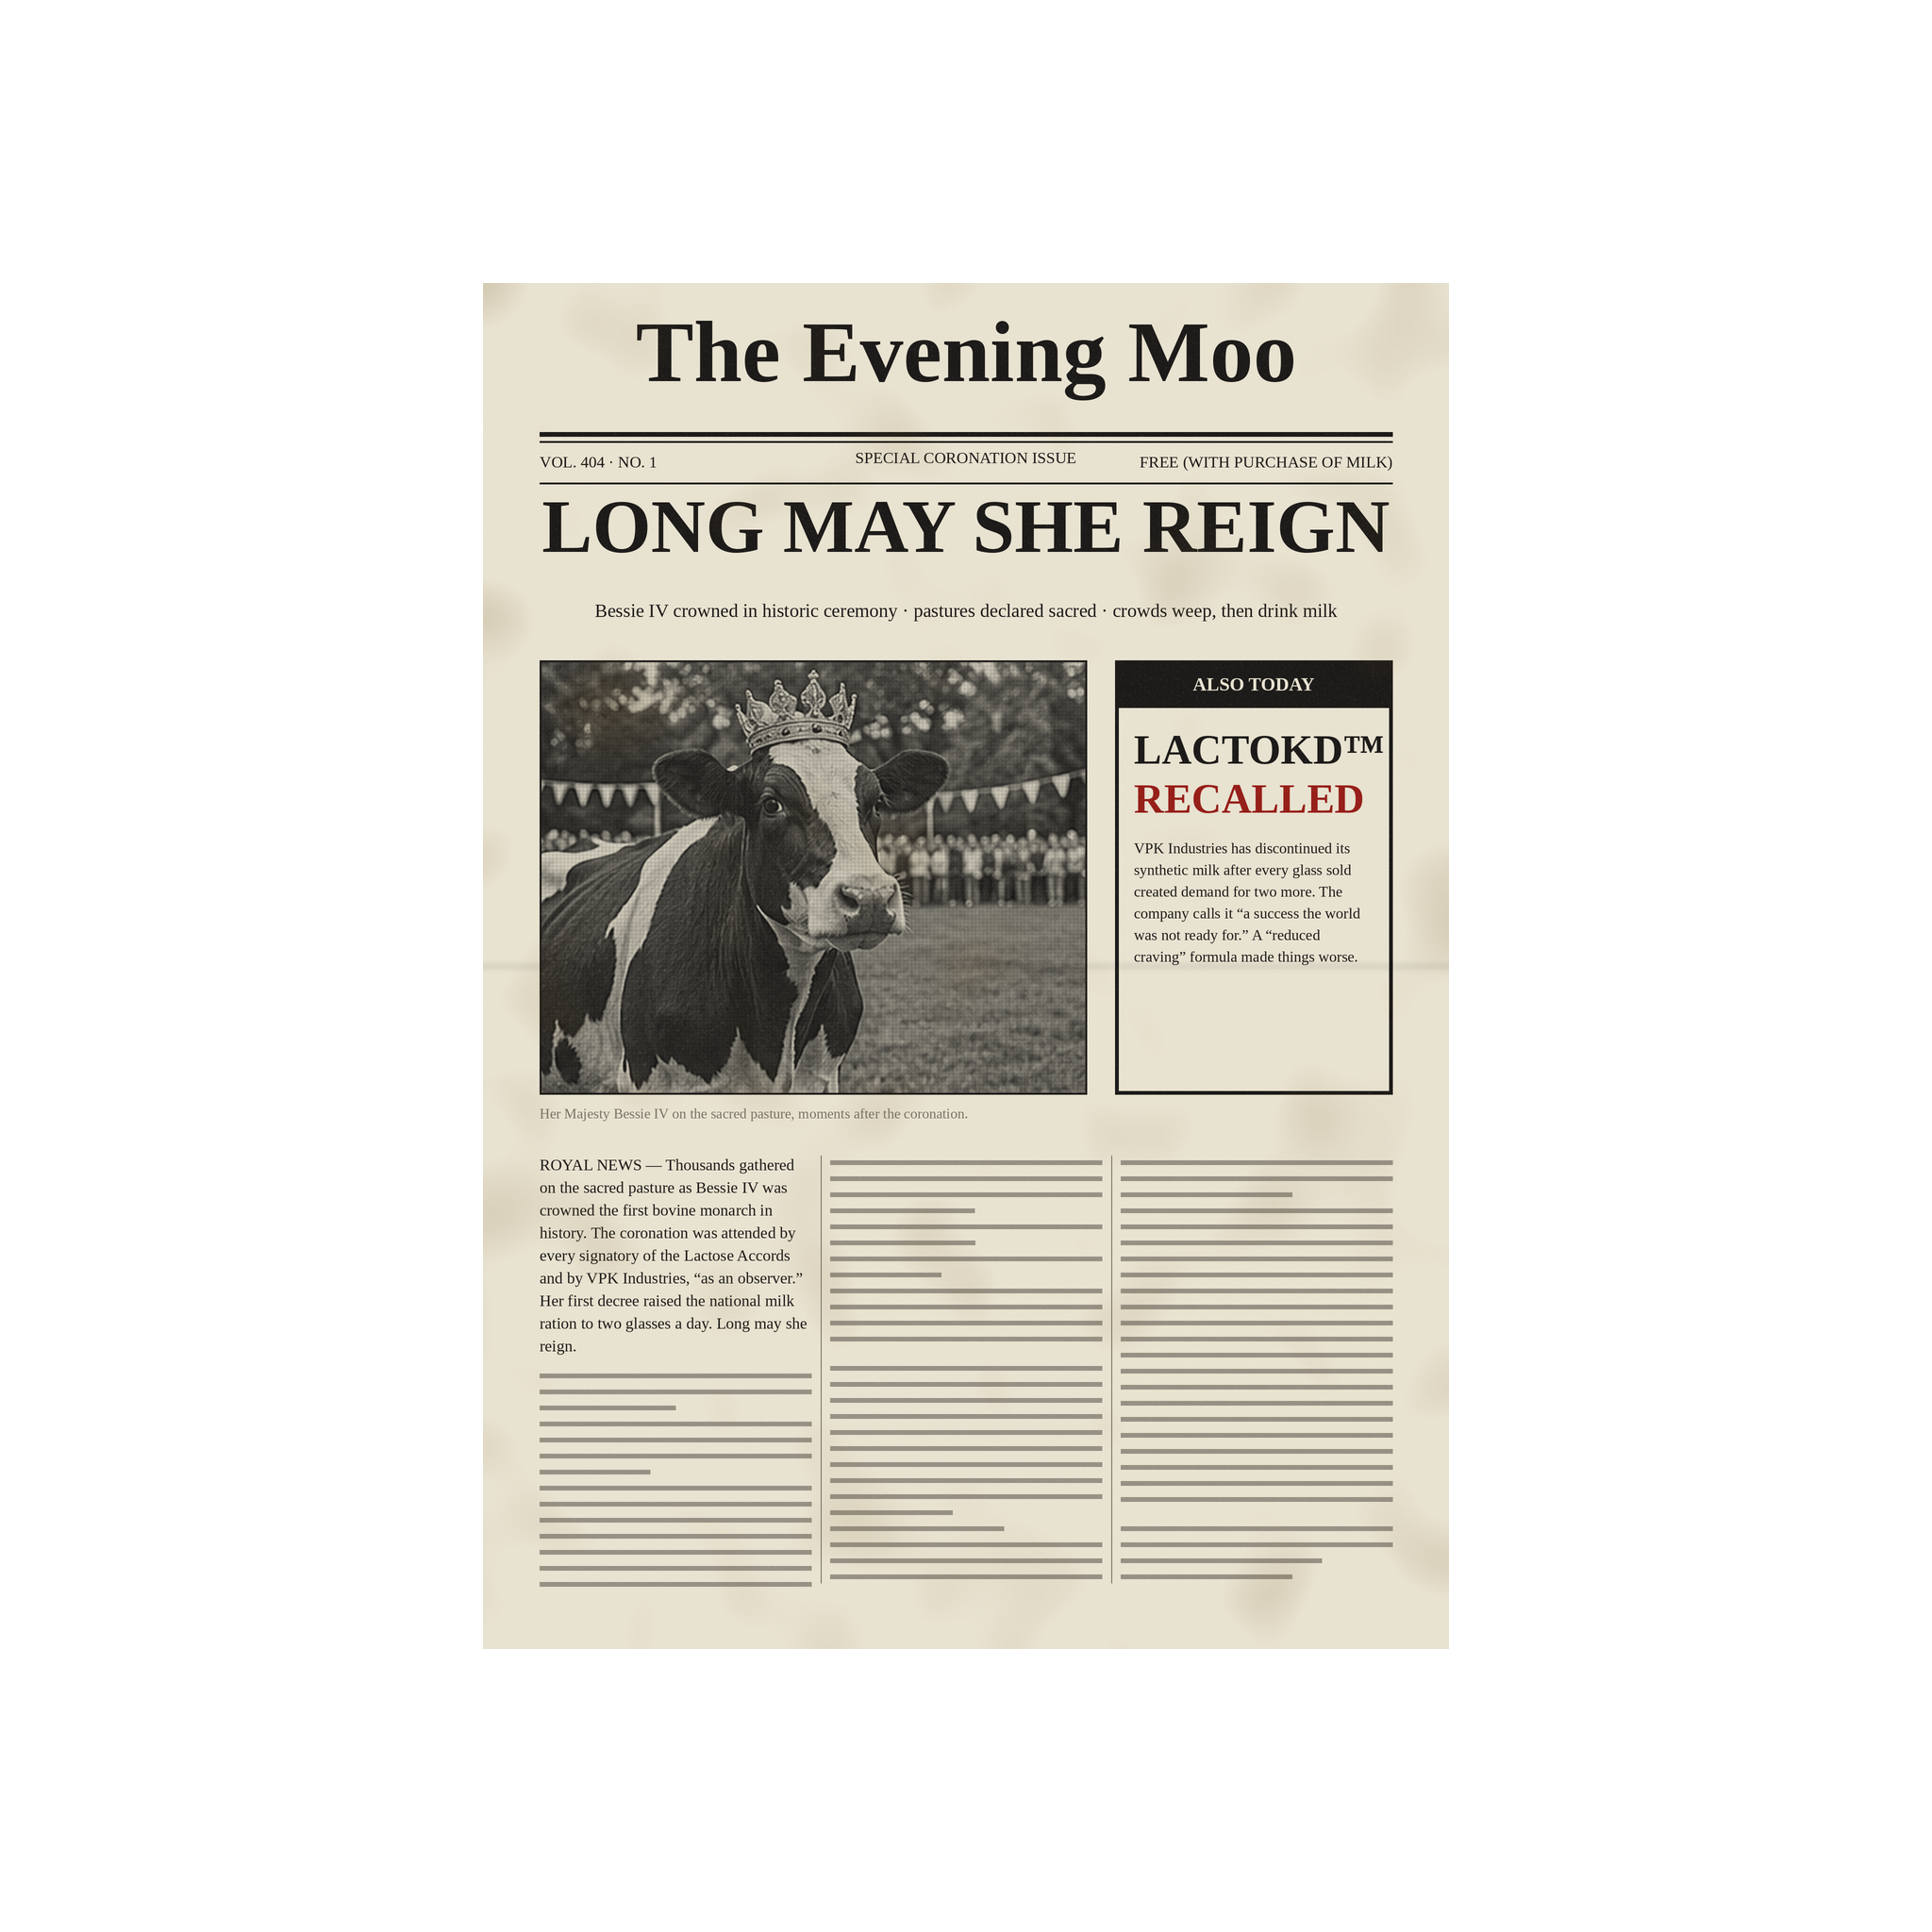 The Evening Moo
VOL. 404 · NO. 1
SPECIAL CORONATION ISSUE
FREE (WITH PURCHASE OF MILK)
LONG MAY SHE REIGN
Bessie IV crowned in historic ceremony · pastures declared sacred · crowds weep, then drink milk
ALSO TODAY
LACTOKD™
RECALLED
VPK Industries has discontinued its
synthetic milk after every glass sold
created demand for two more. The
company calls it “a success the world
was not ready for.” A “reduced
craving” formula made things worse.
Her Majesty Bessie IV on the sacred pasture, moments after the coronation.
ROYAL NEWS — Thousands gathered
on the sacred pasture as Bessie IV was
crowned the first bovine monarch in
history. The coronation was attended by
every signatory of the Lactose Accords
and by VPK Industries, “as an observer.”
Her first decree raised the national milk
ration to two glasses a day. Long may she
reign.